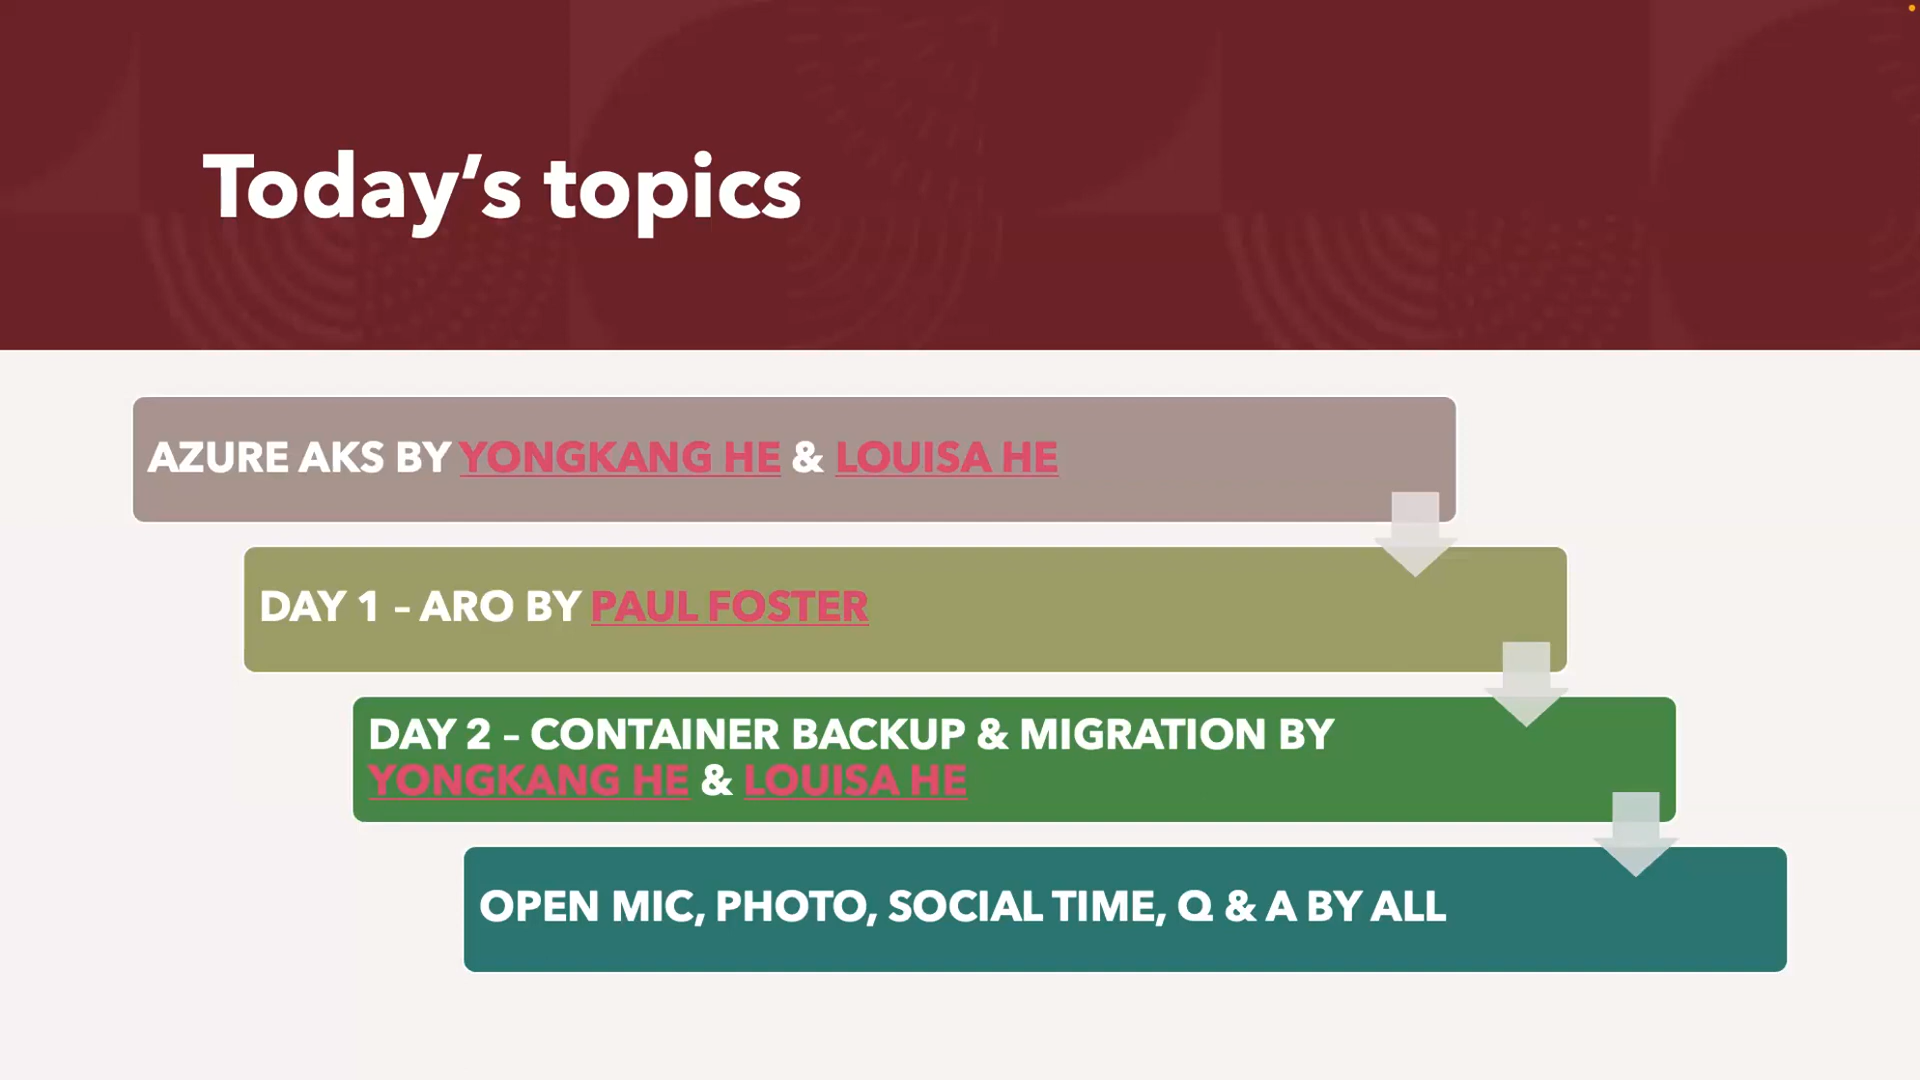 Today’s topics
AZURE AKS BY YONGKANG HE & LOUISA HE
DAY 1 – ARO BY PAUL FOSTER
DAY 2 – CONTAINER BACKUP & MIGRATION BY
YONGKANG HE & LOUISA HE
OPEN MIC, PHOTO, SOCIAL TIME, Q & A BY ALL